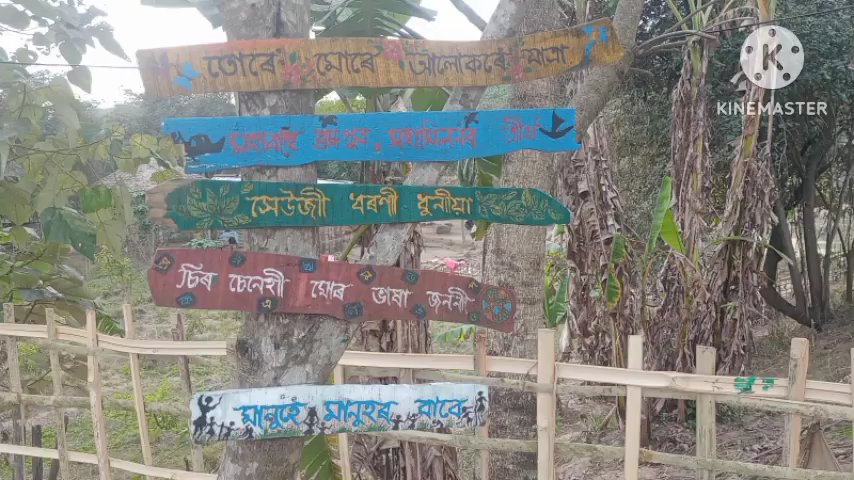 তোৰে মোৰে আলোকৰে যাত্ৰা
মহাবাহু ব্ৰহ্মপুত্ৰ, মহামিলনৰ তীৰ্থ
সেউজী ধৰণী ধুনীয়া
চিৰ চেনেহী মোৰ ভাষা জননী
মানুহে মানুহৰ বাবে
K
KINEMASTER